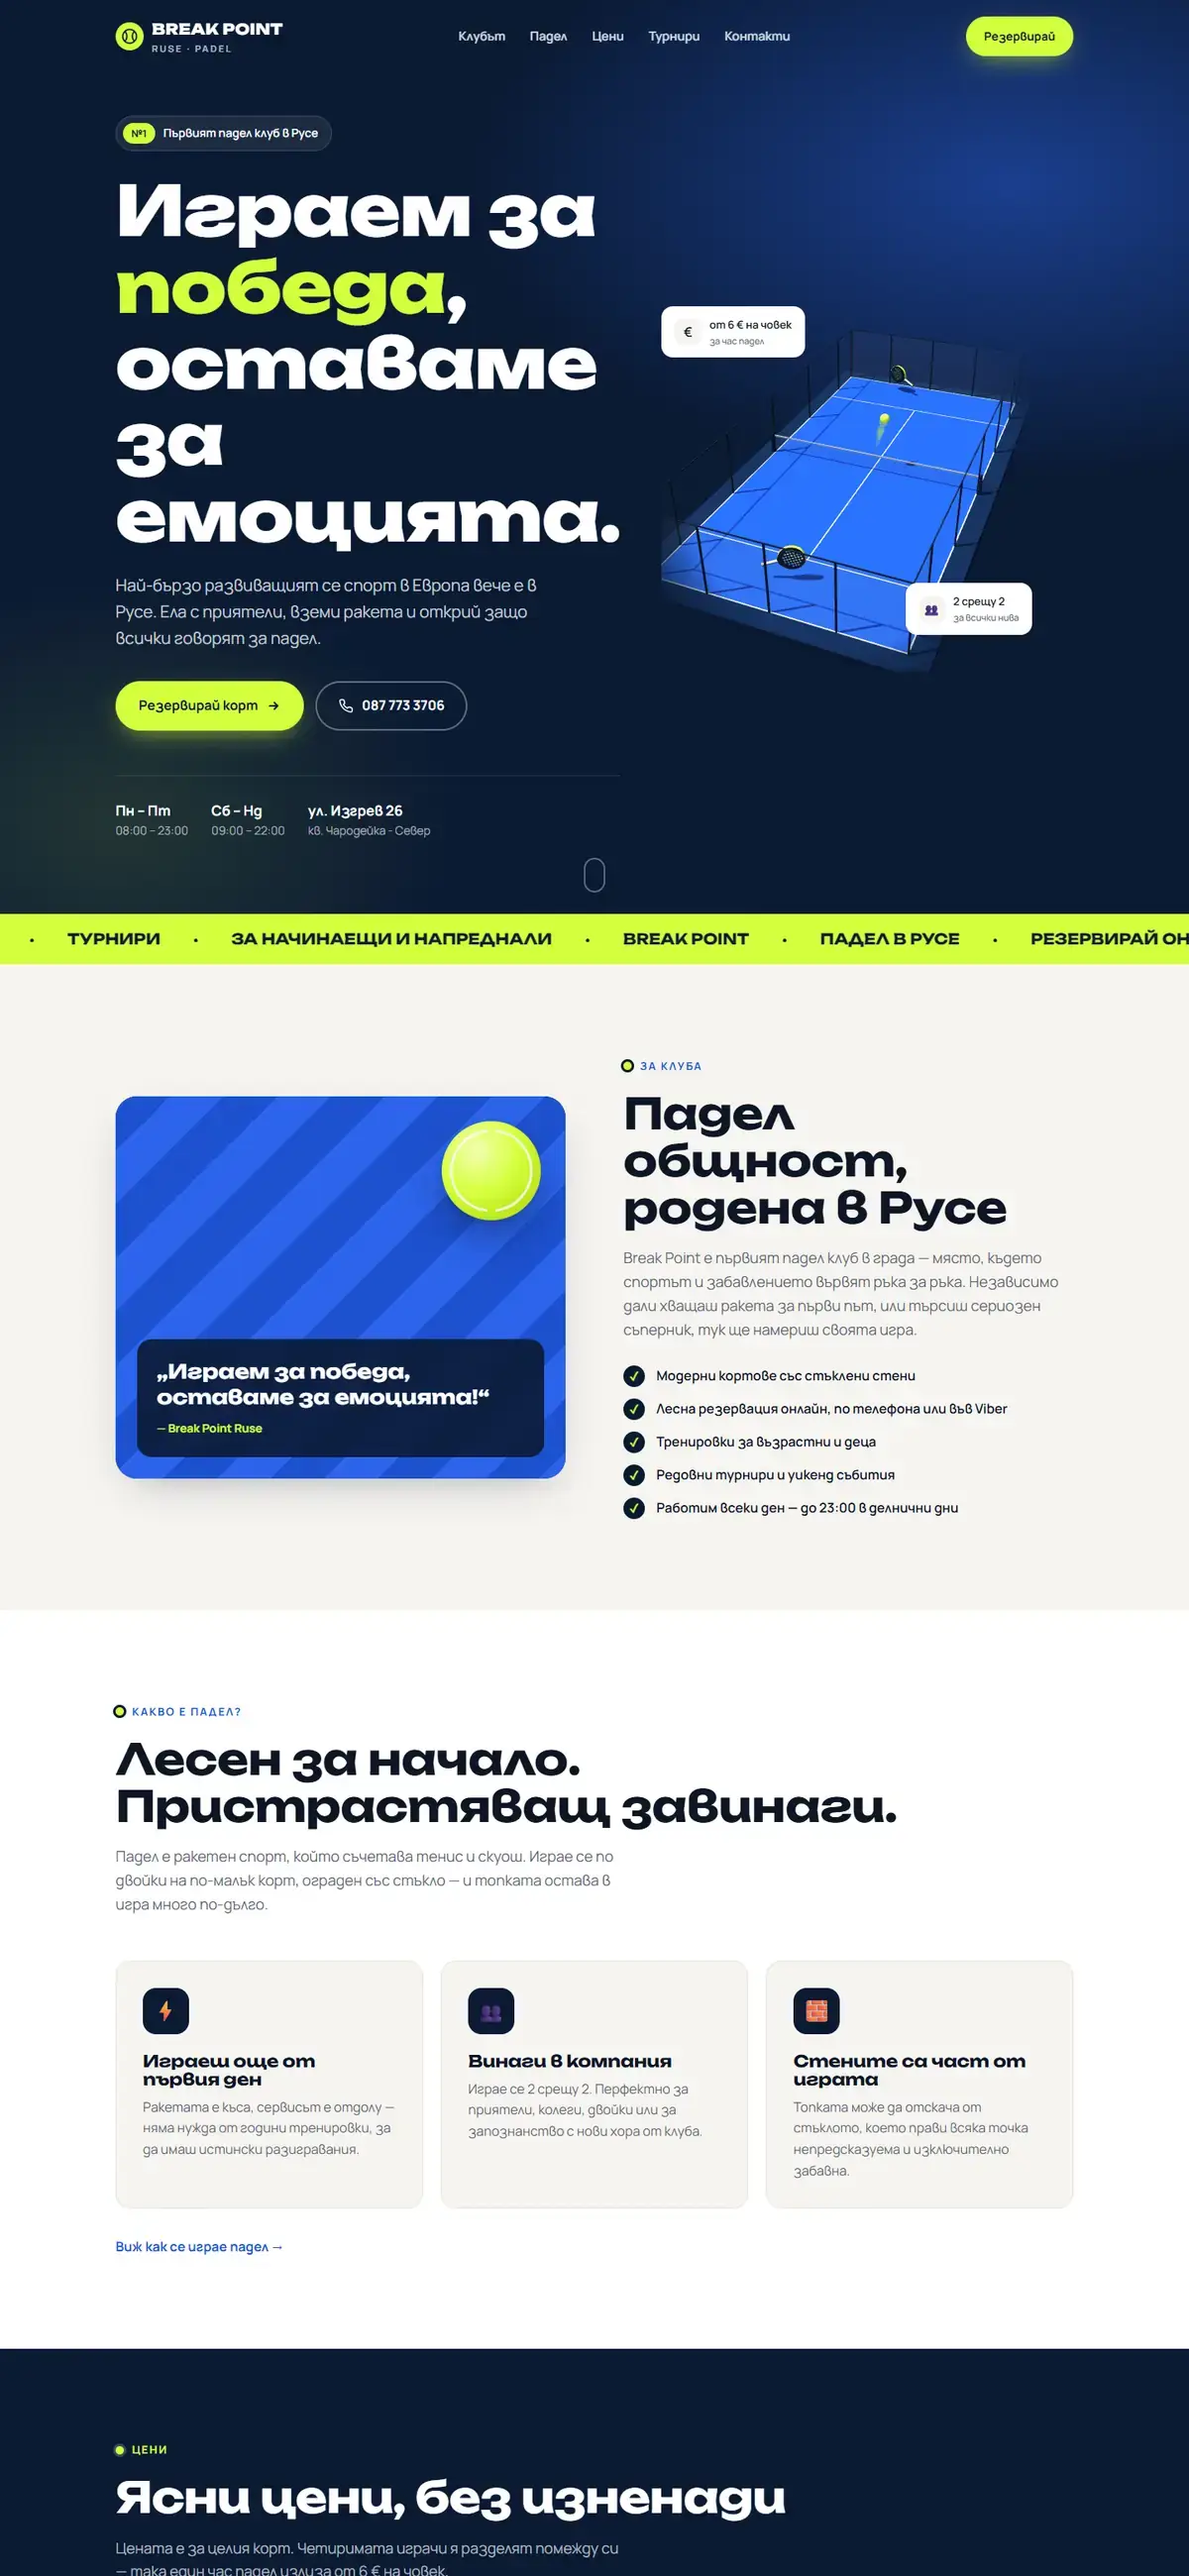 BREAK POINT
RUSE · PADEL
Клубът
Падел
Цени
Турнири
Контакти
Резервирай
№1 Първият падел клуб в Русе
Играем за
победа,
оставаме
за
емоцията.
Най-бързо развиващият се спорт в Европа вече е в
Русе. Ела с приятели, вземи ракета и открий защо
всички говорят за падел.
Резервирай корт →
087 773 3706
Пн – Пт
08:00 – 23:00
Сб – Нд
09:00 – 22:00
ул. Изгрев 26
кв. Чародейка - Север
€
от 6 € на човек
за час падел
2 срещу 2
за всички нива
• ТУРНИРИ • ЗА НАЧИНАЕЩИ И НАПРЕДНАЛИ • BREAK POINT • ПАДЕЛ В РУСЕ • РЕЗЕРВИРАЙ ОН
„Играем за победа,
оставаме за емоцията!“
— Break Point Ruse
ЗА КЛУБА
Падел
общност,
родена в Русе
Break Point е първият падел клуб в града — място, където
спортът и забавлението вървят ръка за ръка. Независимо
дали хващаш ракета за първи път, или търсиш сериозен
съперник, тук ще намериш своята игра.
✓ Модерни кортове със стъклени стени
✓ Лесна резервация онлайн, по телефона или във Viber
✓ Тренировки за възрастни и деца
✓ Редовни турнири и уикенд събития
✓ Работим всеки ден — до 23:00 в делнични дни
КАКВО Е ПАДЕЛ?
Лесен за начало.
Пристрастяващ завинаги.
Падел е ракетен спорт, който съчетава тенис и скуош. Играе се по
двойки на по-малък корт, ограден със стъкло — и топката остава в
игра много по-дълго.
Играеш още от
първия ден
Ракетата е къса, сервисът е отдолу —
няма нужда от години тренировки, за
да имаш истински разигравания.
Винаги в компания
Играе се 2 срещу 2. Перфектно за
приятели, колеги, двойки или за
запознанство с нови хора от клуба.
Стените са част от
играта
Топката може да отскача от
стъклото, което прави всяка точка
непредсказуема и изключително
забавна.
Виж как се играе падел →
ЦЕНИ
Ясни цени, без изненади
Цената е за целия корт. Четиримата играчи я разделят помежду си
— така един час падел излиза от 6 € на човек.